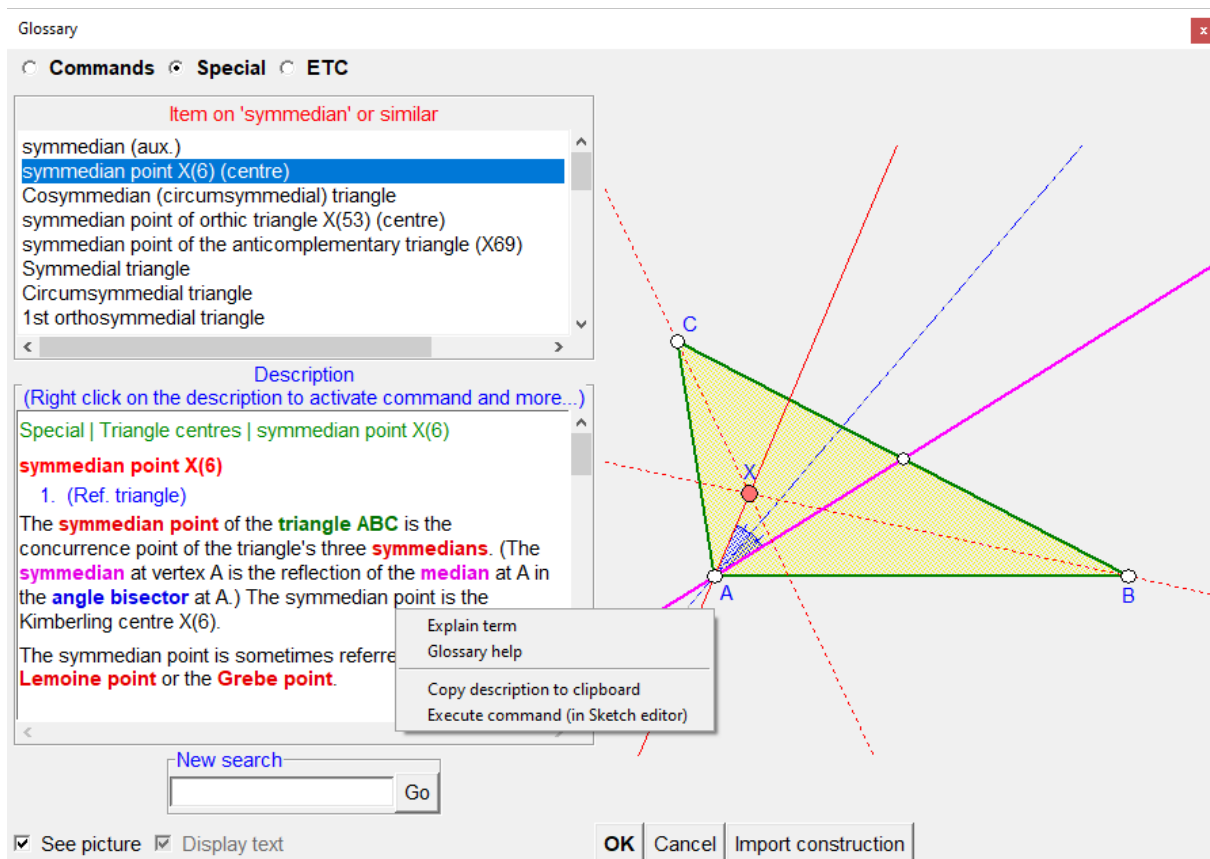 Glossary
x
Commands Special ETC
Item on 'symmedian' or similar
symmedian (aux.)
symmedian point X(6) (centre)
Cosymmedian (circumsymmedial) triangle
symmedian point of orthic triangle X(53) (centre)
symmedian point of the anticomplementary triangle (X69)
Symmedial triangle
Circumsymmedial triangle
1st orthosymmedial triangle
Description
(Right click on the description to activate command and more...)
Special | Triangle centres | symmedian point X(6)
symmedian point X(6)
1. (Ref. triangle)
The symmedian point of the triangle ABC is the
concurrence point of the triangle's three symmedians. (The
symmedian at vertex A is the reflection of the median at A in
the angle bisector at A.) The symmedian point is the
Kimberling centre X(6).
The symmedian point is sometimes referre
Lemoine point or the Grebe point.
Explain term
Glossary help
Copy description to clipboard
Execute command (in Sketch editor)
New search
Go
See picture Display text
C
X
A
B
OK Cancel Import construction